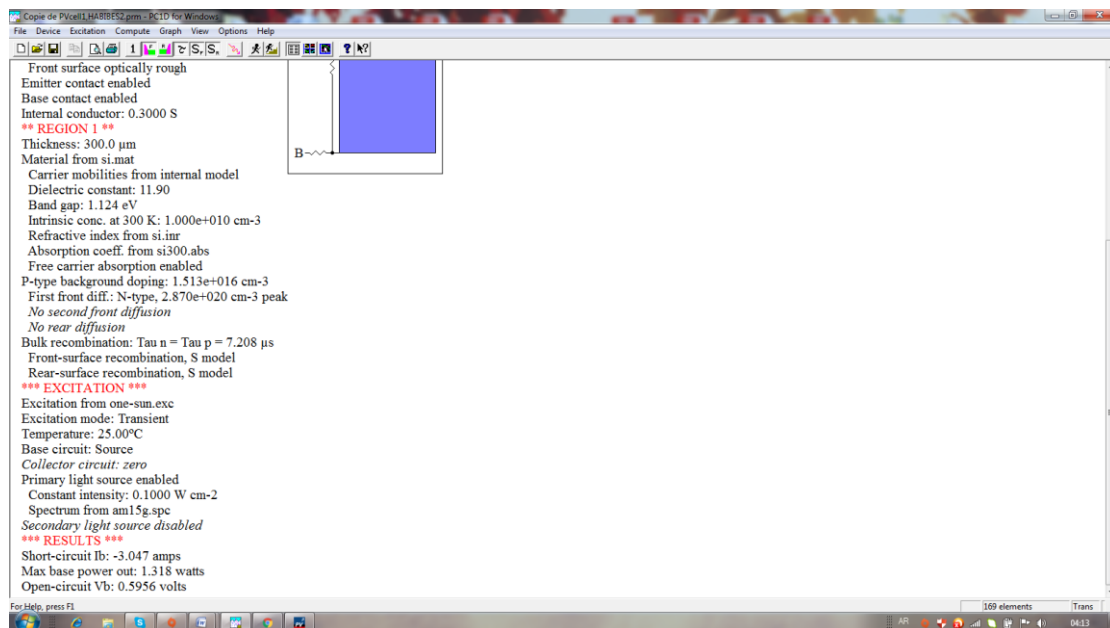 Copie de PVcell1,HABIBES2.prm - PC1D for Windows
File Device Excitation Compute Graph View Options Help
Front surface optically rough
Emitter contact enabled
Base contact enabled
Internal conductor: 0.3000 S
** REGION 1 **
Thickness: 300.0 µm
Material from si.mat
Carrier mobilities from internal model
Dielectric constant: 11.90
Band gap: 1.124 eV
Intrinsic conc. at 300 K: 1.000e+010 cm-3
Refractive index from si.inr
Absorption coeff. from si300.abs
Free carrier absorption enabled
P-type background doping: 1.513e+016 cm-3
First front diff.: N-type, 2.870e+020 cm-3 peak
No second front diffusion
No rear diffusion
Bulk recombination: Tau n = Tau p = 7.208 µs
Front-surface recombination, S model
Rear-surface recombination, S model
*** EXCITATION ***
Excitation from one-sun.exc
Excitation mode: Transient
Temperature: 25.00°C
Base circuit: Source
Collector circuit: zero
Primary light source enabled
Constant intensity: 0.1000 W cm-2
Spectrum from am15g.spc
Secondary light source disabled
*** RESULTS ***
Short-circuit Ib: -3.047 amps
Max base power out: 1.318 watts
Open-circuit Vb: 0.5956 volts
B
For Help, press F1
169 elements
Trans
AR
04:13